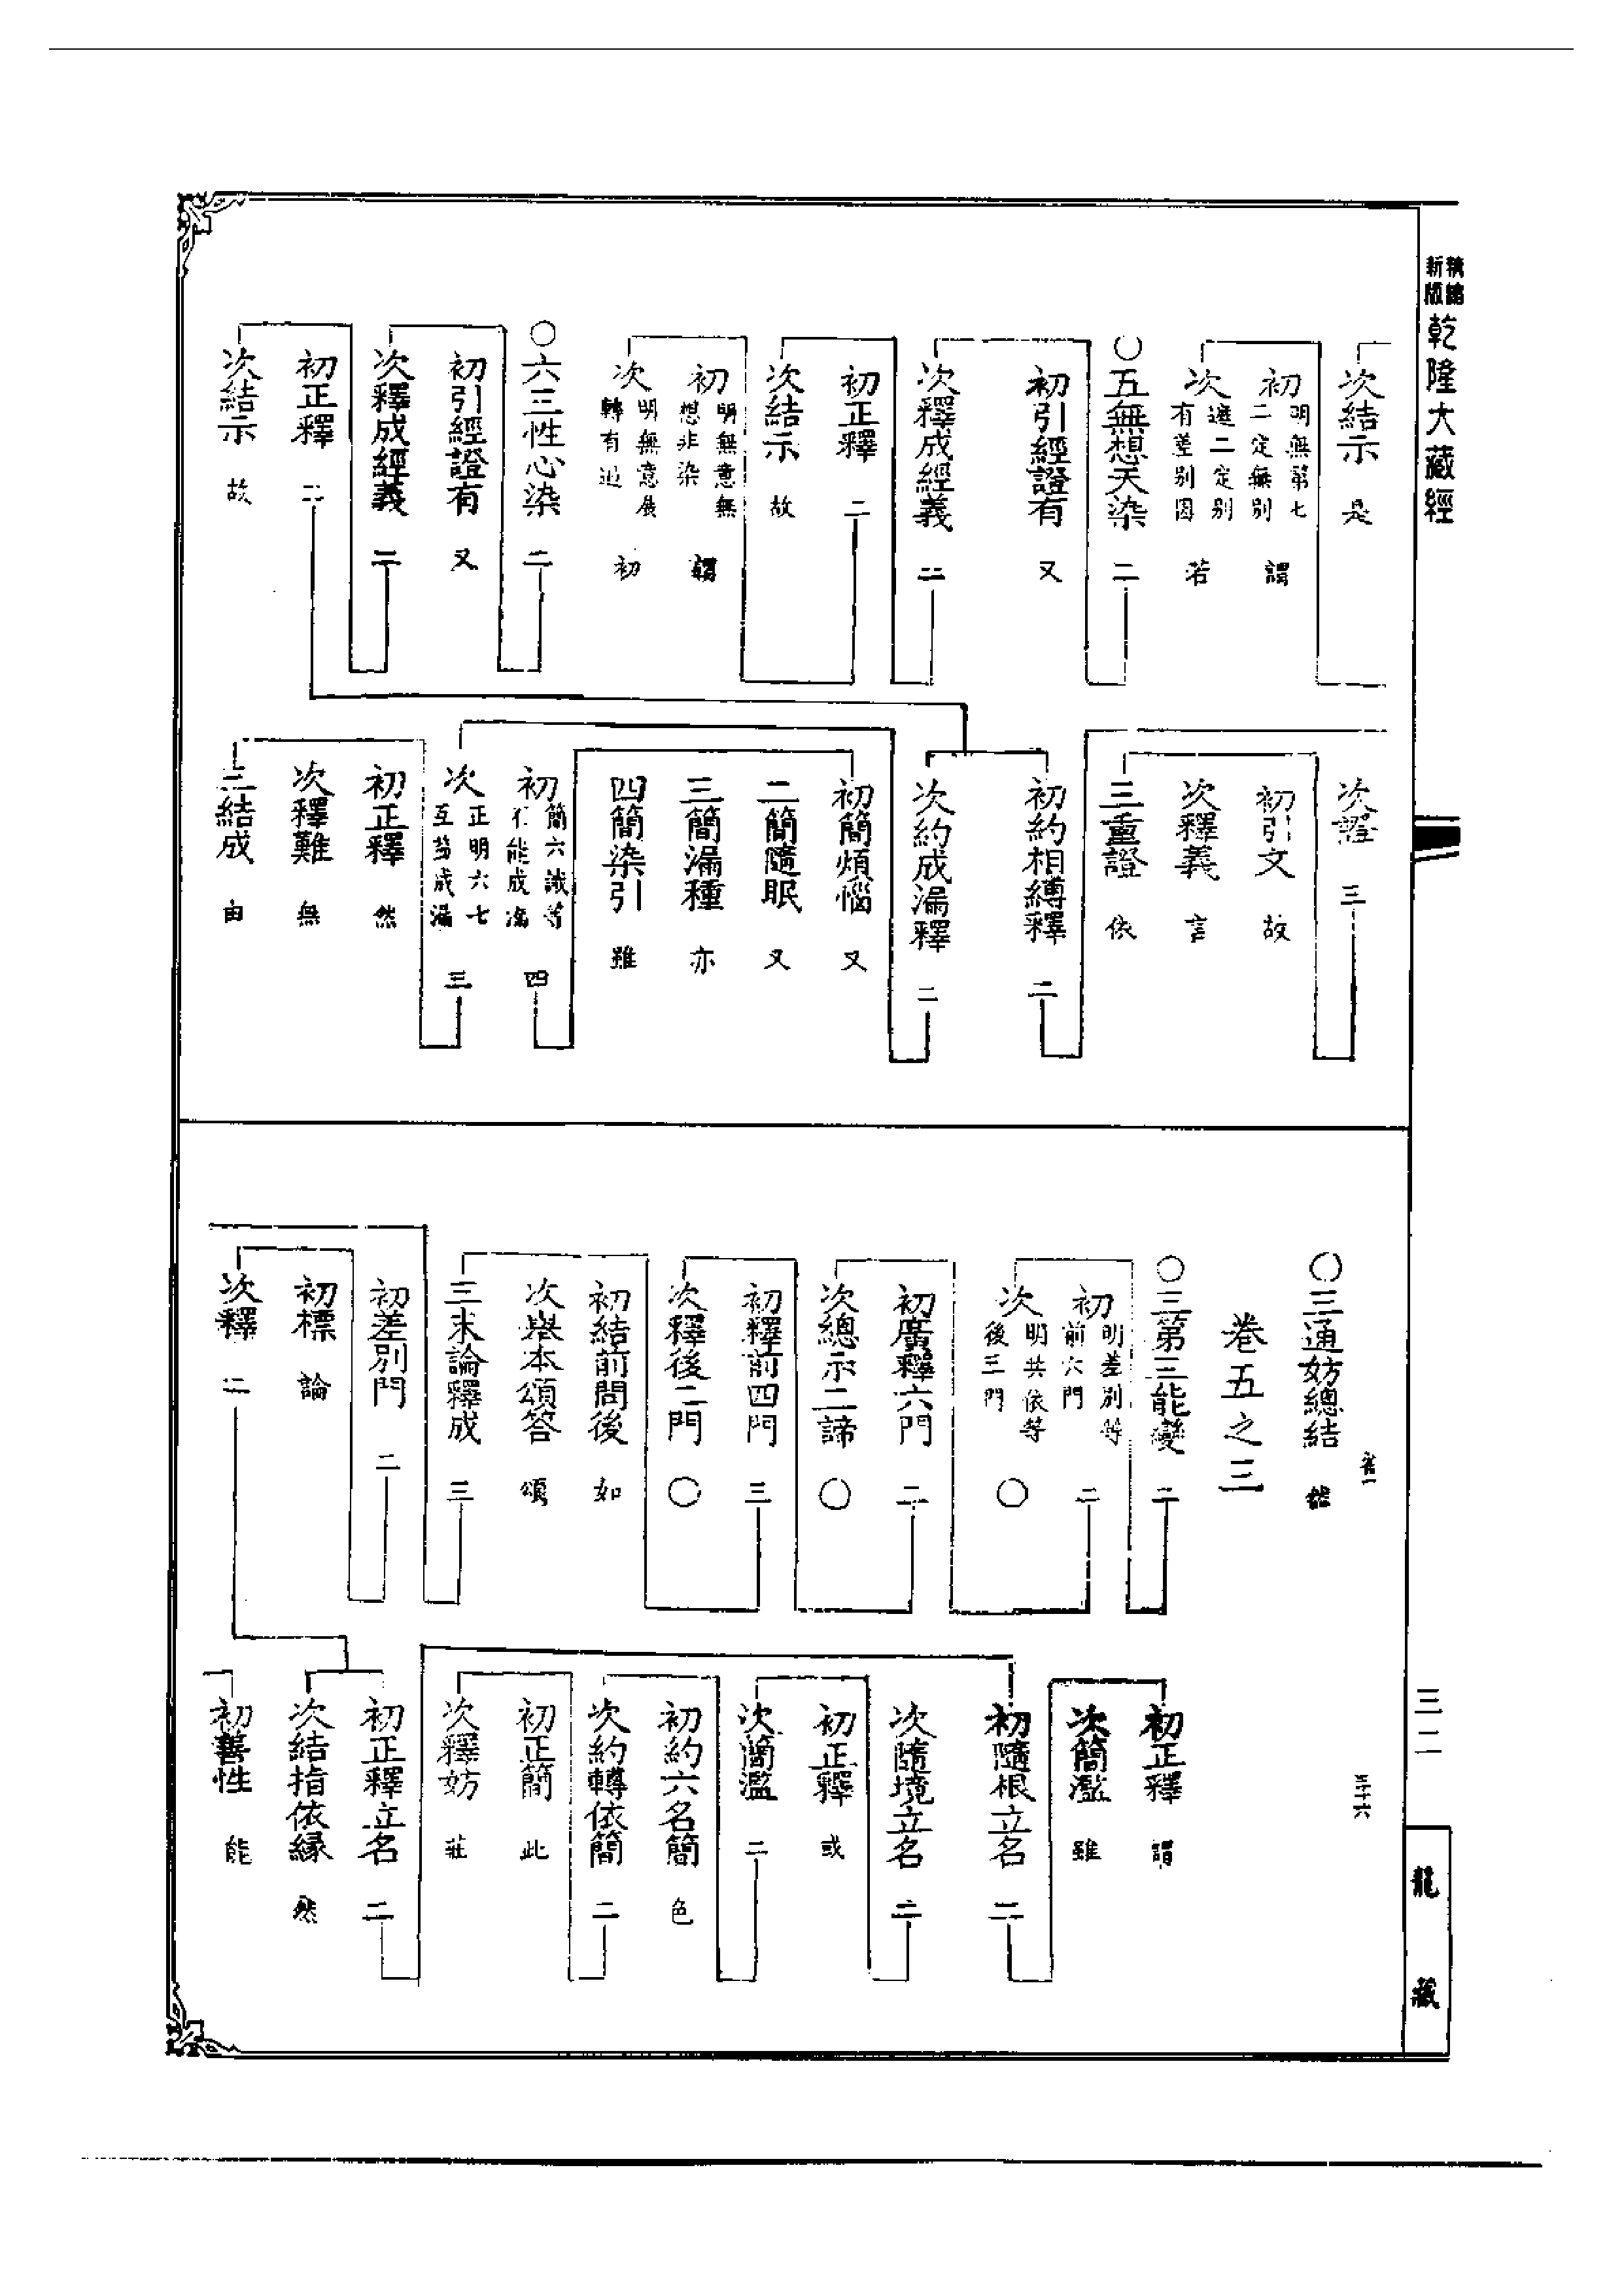 精縮
新版
乾隆大藏經
次結示 是
初 明無第七二定無別 謂
次 遮二定別有差別因 若
○五無想天染 二
初引經證有 又
次釋成經義 二
初正釋 二
次結示 故
初 明無意無想非染 謂
次 明無意展轉有過 初
○六三性心染 二
初引經證有 又
次釋成經義 二
初正釋 二
次結示 故
次證 三
初引文 故
次釋義 言
三重證 依
初約相縛釋 二
次約成漏釋 二
初簡煩惱 又
二簡隨眠 又
三簡漏種 亦
四簡染引 雖
初 簡六識等不能成漏 四
次 正明六七互益成漏 三
初正釋 然
次釋難 無
三結成 由
○三通妨總結 然
卷五之三
○三第三能變 二
初 明差別等前六門 二
次 明共依等後三門 ○
初廣釋六門 二
次總示二諦 ○
初釋前四門 三
次釋後二門 ○
初結前問後 如
次舉本頌答 頌
三末論釋成 三
初差別門 二
初標 論
次釋 二
初正釋 謂
次簡濫 雖
初隨根立名 二
次隨境立名 二
初正釋 或
次簡濫 二
初約六名簡 色
次約轉依簡 二
初正簡 此
次釋妨 莊
初正釋立名 二
次結指依緣 然
初善性 能
三二
三十六
龍藏